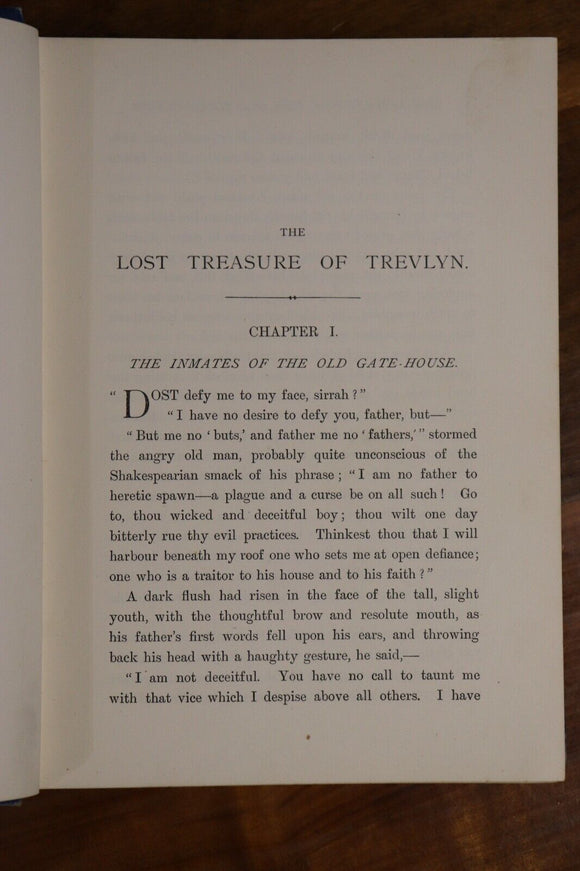 THE
LOST TREASURE OF TREVLYN.
CHAPTER I.
THE INMATES OF THE OLD GATE-HOUSE.
“DOST defy me to my face, sirrah?”
“I have no desire to defy you, father, but—”
“But me no ‘buts,’ and father me no ‘fathers,’” stormed
the angry old man, probably quite unconscious of the
Shakespearian smack of his phrase; “I am no father to
heretic spawn—a plague and a curse be on all such! Go
to, thou wicked and deceitful boy; thou wilt one day
bitterly rue thy evil practices. Thinkest thou that I will
harbour beneath my roof one who sets me at open defiance;
one who is a traitor to his house and to his faith?”
A dark flush had risen in the face of the tall, slight
youth, with the thoughtful brow and resolute mouth, as
his father’s first words fell upon his ears, and throwing
back his head with a haughty gesture, he said,—
“I am not deceitful. You have no call to taunt me
with that vice which I despise above all others. I have